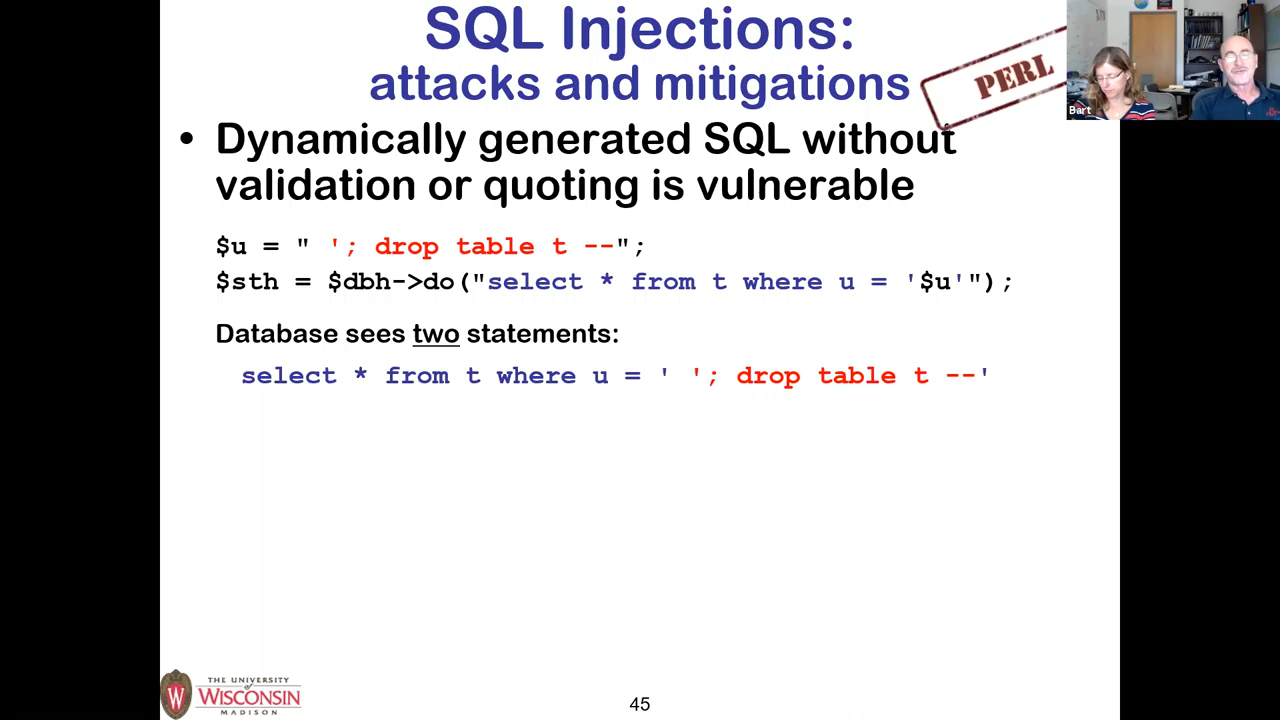 SQL Injections:
attacks and mitigations
PERL
Bart
• Dynamically generated SQL without
validation or quoting is vulnerable
$u = " '; drop table t --";
$sth = $dbh->do("select * from t where u = '$u'");
Database sees two statements:
select * from t where u = ' '; drop table t --'
THE UNIVERSITY
of
WISCONSIN
MADISON
45